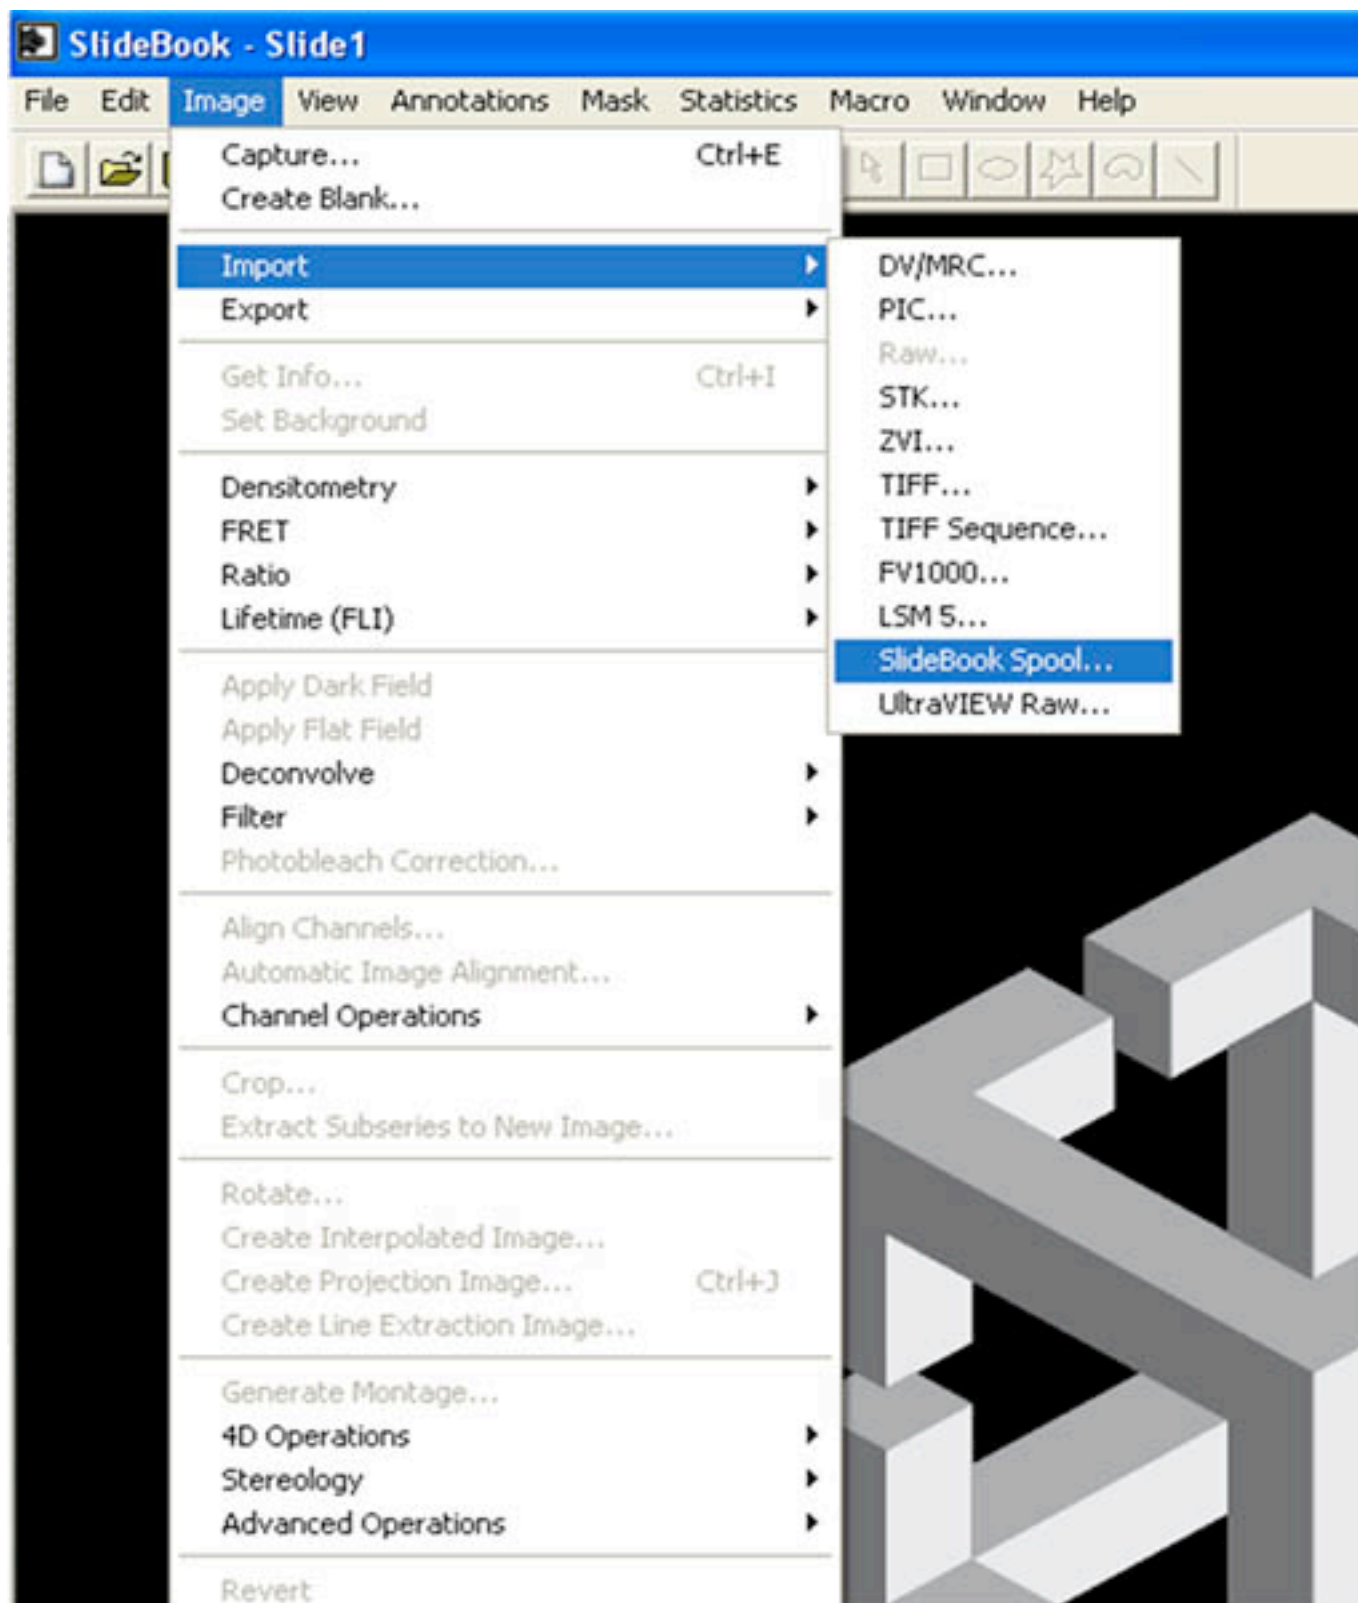 SlideBook - Slide1
File Edit Image View Annotations Mask Statistics Macro Window Help
Capture... Ctrl+E
Create Blank...
Import
Export
Get Info... Ctrl+I
Set Background
Densitometry
FRET
Ratio
Lifetime (FLI)
Apply Dark Field
Apply Flat Field
Deconvolve
Filter
Photobleach Correction...
Align Channels...
Automatic Image Alignment...
Channel Operations
Crop...
Extract Subseries to New Image...
Rotate...
Create Interpolated Image...
Create Projection Image... Ctrl+J
Create Line Extraction Image...
Generate Montage...
4D Operations
Stereology
Advanced Operations
Revert
DV/MRC...
PIC...
Raw...
STK...
ZVI...
TIFF...
TIFF Sequence...
FV1000...
LSM 5...
SlideBook Spool...
UltraVIEW Raw...